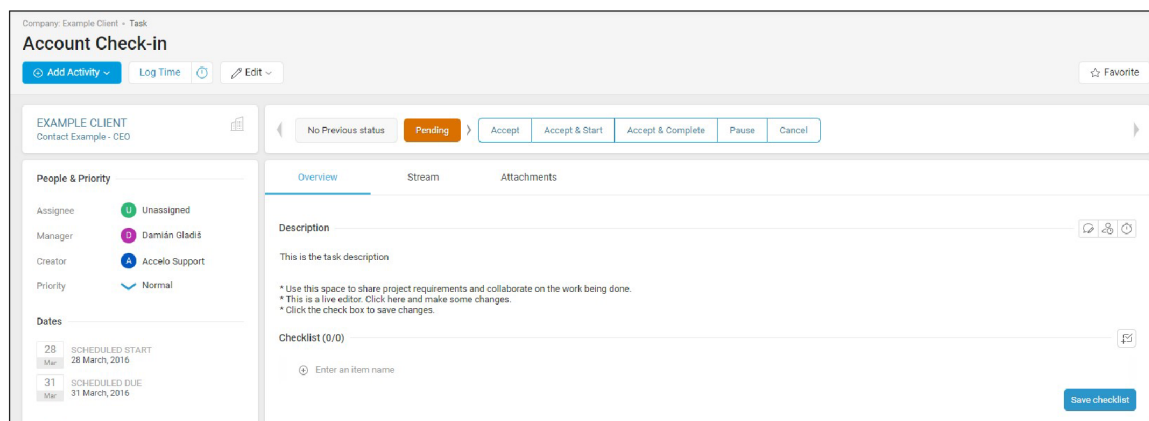 Company: Example Client • Task
Account Check-in
Add Activity
Log Time
Edit
Favorite
EXAMPLE CLIENT
Contact Example - CEO
No Previous status
Pending
Accept
Accept & Start
Accept & Complete
Pause
Cancel
People & Priority
Assignee
U Unassigned
Manager
D Damián Gladiš
Creator
A Accelo Support
Priority
Normal
Dates
28
Mar
SCHEDULED START
28 March, 2016
31
Mar
SCHEDULED DUE
31 March, 2016
Overview
Stream
Attachments
Description
This is the task description
* Use this space to share project requirements and collaborate on the work being done.
* This is a live editor. Click here and make some changes.
* Click the check box to save changes.
Checklist (0/0)
Enter an item name
Save checklist